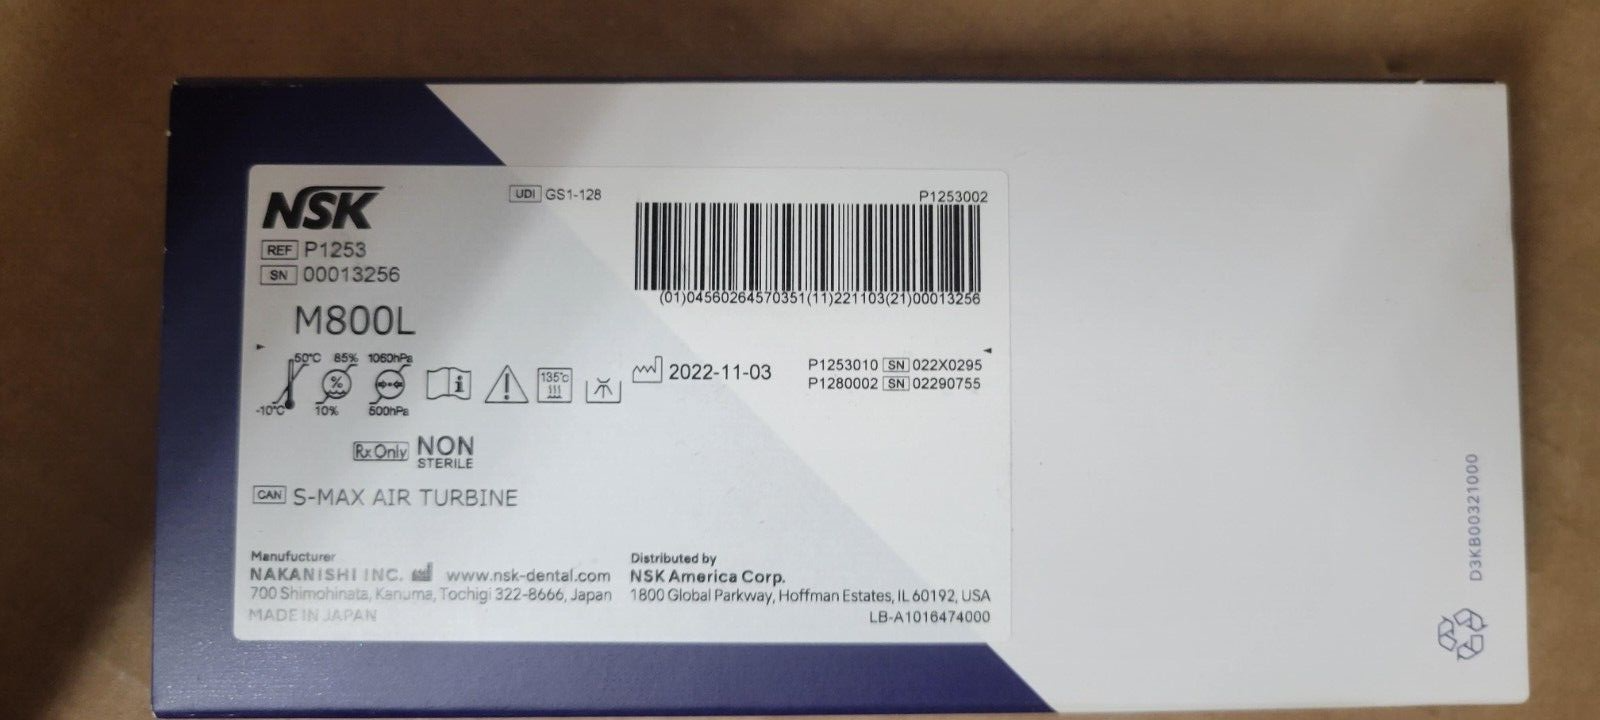 NSK
REF P1253
SN 00013256
UDI GS1-128
P1253002
(01)04560264570351(11)221103(21)00013256
M800L
50°C 85% 1060hPa
%
-10°C 10% 500hPa
i
135°C
2022-11-03
P1253010 SN 022X0295
P1280002 SN 02290755
Rx Only NON
STERILE
CAN S-MAX AIR TURBINE
Manufucturer
NAKANISHI INC. www.nsk-dental.com
700 Shimohinata, Kanuma, Tochigi 322-8666, Japan
MADE IN JAPAN
Distributed by
NSK America Corp.
1800 Global Parkway, Hoffman Estates, IL 60192, USA
LB-A1016474000
D3KB00321000